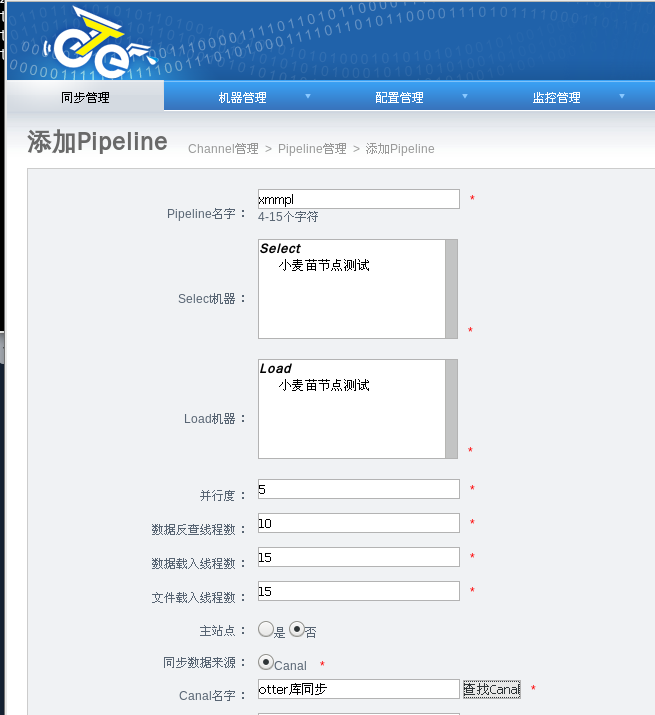 同步管理 机器管理 配置管理 监控管理
添加Pipeline Channel管理 > Pipeline管理 > 添加Pipeline
Pipeline名字： xmmpl *
4-15个字符
Select机器： Select
小麦苗节点测试
*
Load机器： Load
小麦苗节点测试
*
并行度： 5 *
数据反查线程数： 10 *
数据载入线程数： 15 *
文件载入线程数： 15 *
主站点： 是 否
同步数据来源： Canal *
Canal名字： otter库同步 查找Canal *